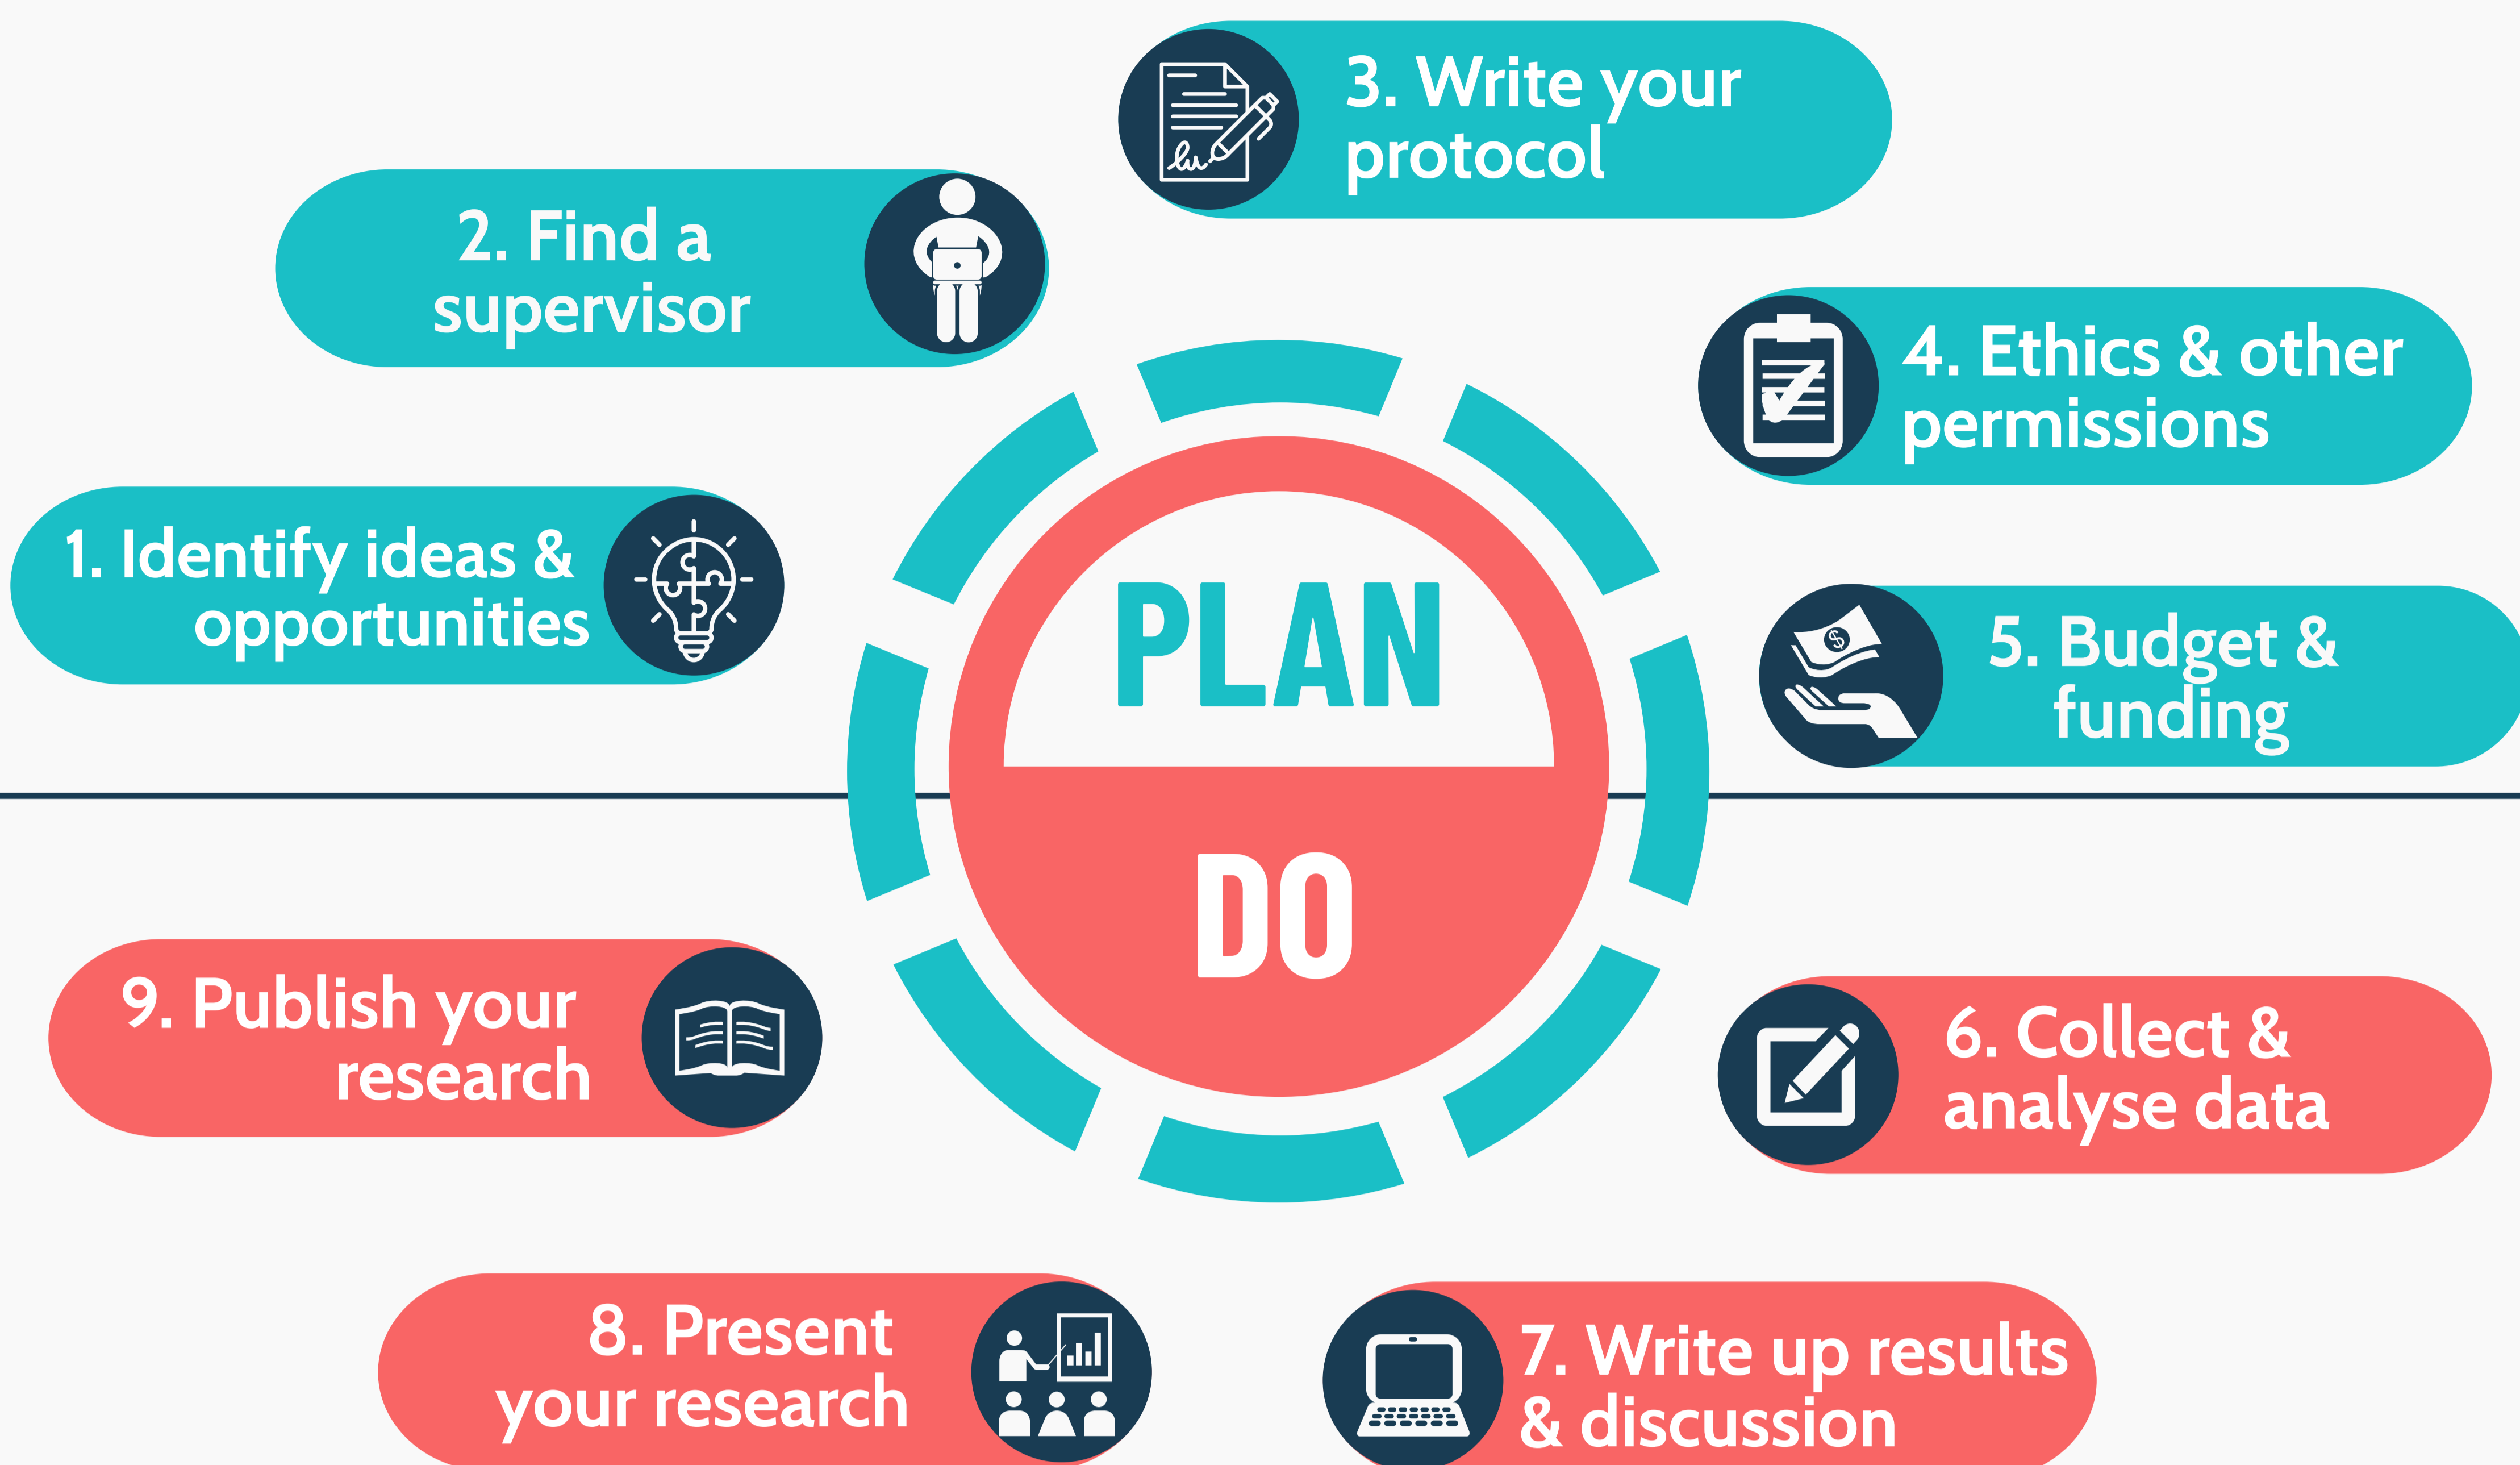 1. Identify ideas &
opportunities
2. Find a
supervisor
3. Write your
protocol
4. Ethics & other
permissions
5. Budget &
funding
PLAN
DO
6. Collect &
analyse data
7. Write up results
& discussion
8. Present
your research
9. Publish your
research
$